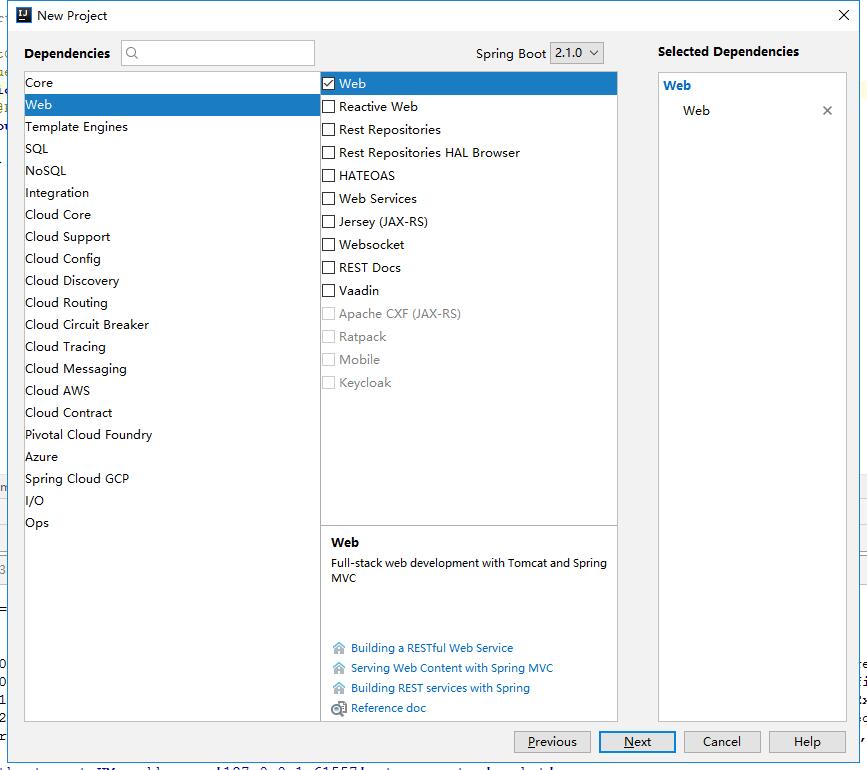 New Project
Dependencies
Spring Boot 2.1.0
Selected Dependencies
Core
Web
Template Engines
SQL
NoSQL
Integration
Cloud Core
Cloud Support
Cloud Config
Cloud Discovery
Cloud Routing
Cloud Circuit Breaker
Cloud Tracing
Cloud Messaging
Cloud AWS
Cloud Contract
Pivotal Cloud Foundry
Azure
Spring Cloud GCP
I/O
Ops
Web
Reactive Web
Rest Repositories
Rest Repositories HAL Browser
HATEOAS
Web Services
Jersey (JAX-RS)
Websocket
REST Docs
Vaadin
Apache CXF (JAX-RS)
Ratpack
Mobile
Keycloak
Web
Full-stack web development with Tomcat and Spring
MVC
Building a RESTful Web Service
Serving Web Content with Spring MVC
Building REST services with Spring
Reference doc
Web
Web
Previous
Next
Cancel
Help